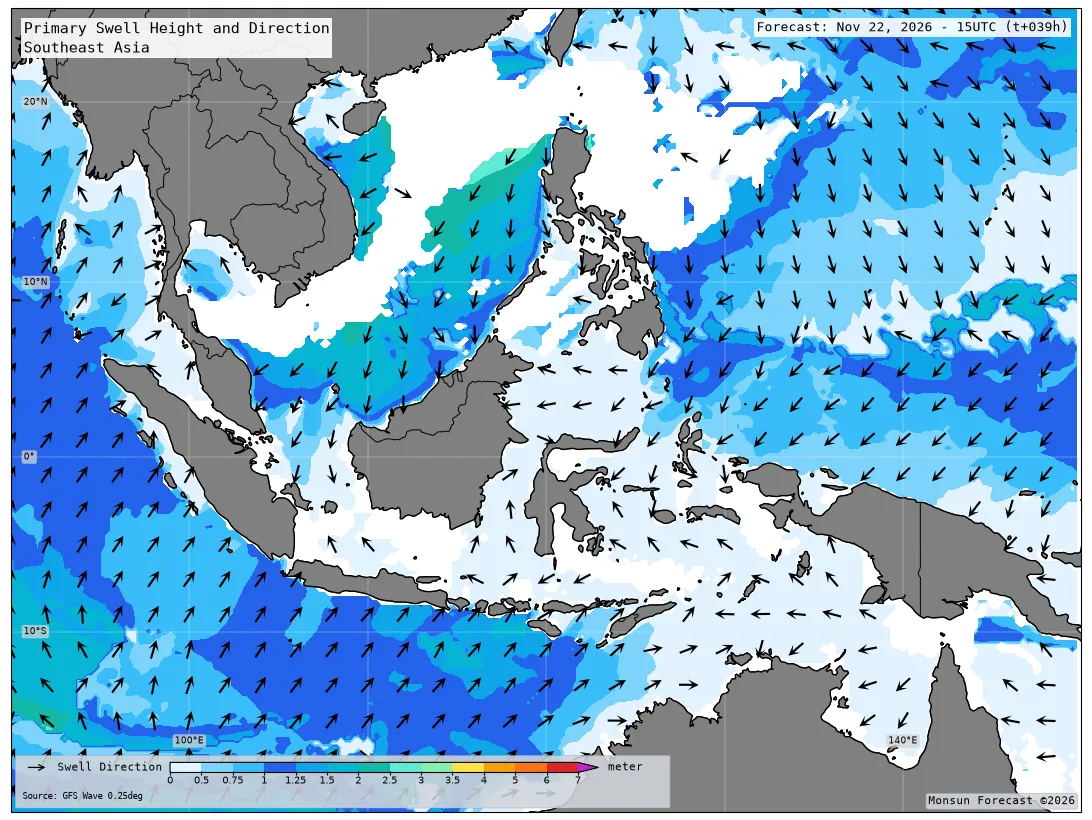 Primary Swell Height and Direction
Southeast Asia
Forecast: Nov 22, 2026 - 15UTC (t+039h)
20°N
10°N
0°
10°S
100°E
140°E
Swell Direction
0 0.5 0.75 1 1.25 1.5 2 2.5 3 3.5 4 5 6 7
meter
Source: GFS Wave 0.25deg
Monsun Forecast ©2026